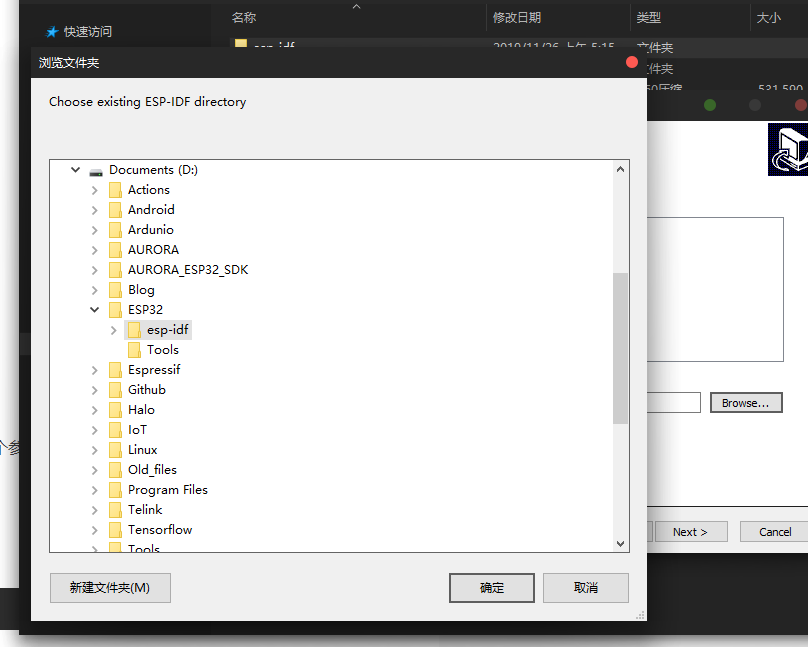 名称
修改日期
类型
大小
快速访问
esp-idf
2019/11/26 上午 5:15
文件夹
浏览文件夹
文件夹
531,590
Choose existing ESP-IDF directory
Documents (D:)
Actions
Android
Ardunio
AURORA
AURORA_ESP32_SDK
Blog
ESP32
esp-idf
Tools
Espressif
Github
Halo
IoT
Linux
Old_files
Program Files
Telink
Tensorflow
Tools
Browse...
个参
Next >
Cancel
新建文件夹(M)
确定
取消